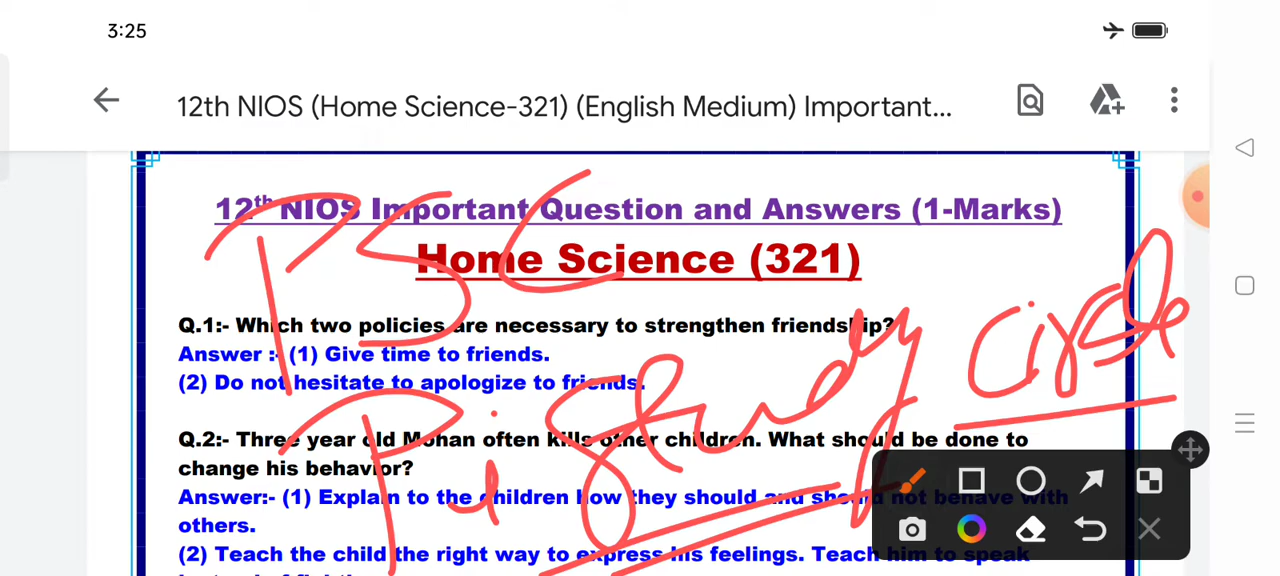 3:25
12th NIOS (Home Science-321) (English Medium) Important...
12th NIOS Important Question and Answers (1-Marks)
Home Science (321)
PSC
Q.1:- Which two policies are necessary to strengthen friendship?
Answer :- (1) Give time to friends.
(2) Do not hesitate to apologize to friends.
Pi Study Circle
Q.2:- Three year old Mohan often kills other children. What should be done to
change his behavior?
Answer:- (1) Explain to the children how they should and should not behave with
others.
(2) Teach the child the right way to express his feelings. Teach him to speak